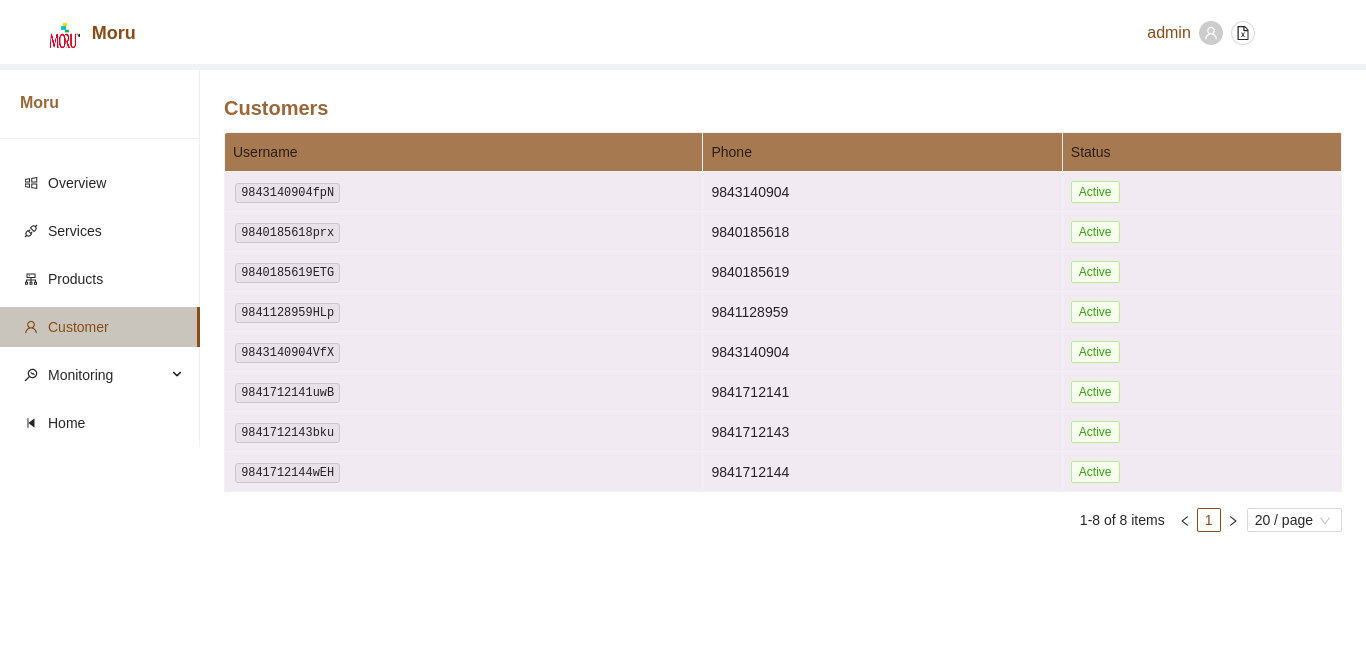 MORU™ Moru
admin
Moru
Customers
Username Phone Status
Overview
Services
Products
Customer
Monitoring
Home
9843140904fpN 9843140904 Active
9840185618prx 9840185618 Active
9840185619ETG 9840185619 Active
9841128959HLp 9841128959 Active
9843140904VfX 9843140904 Active
9841712141uwB 9841712141 Active
9841712143bku 9841712143 Active
9841712144wEH 9841712144 Active
1-8 of 8 items 1 20 / page